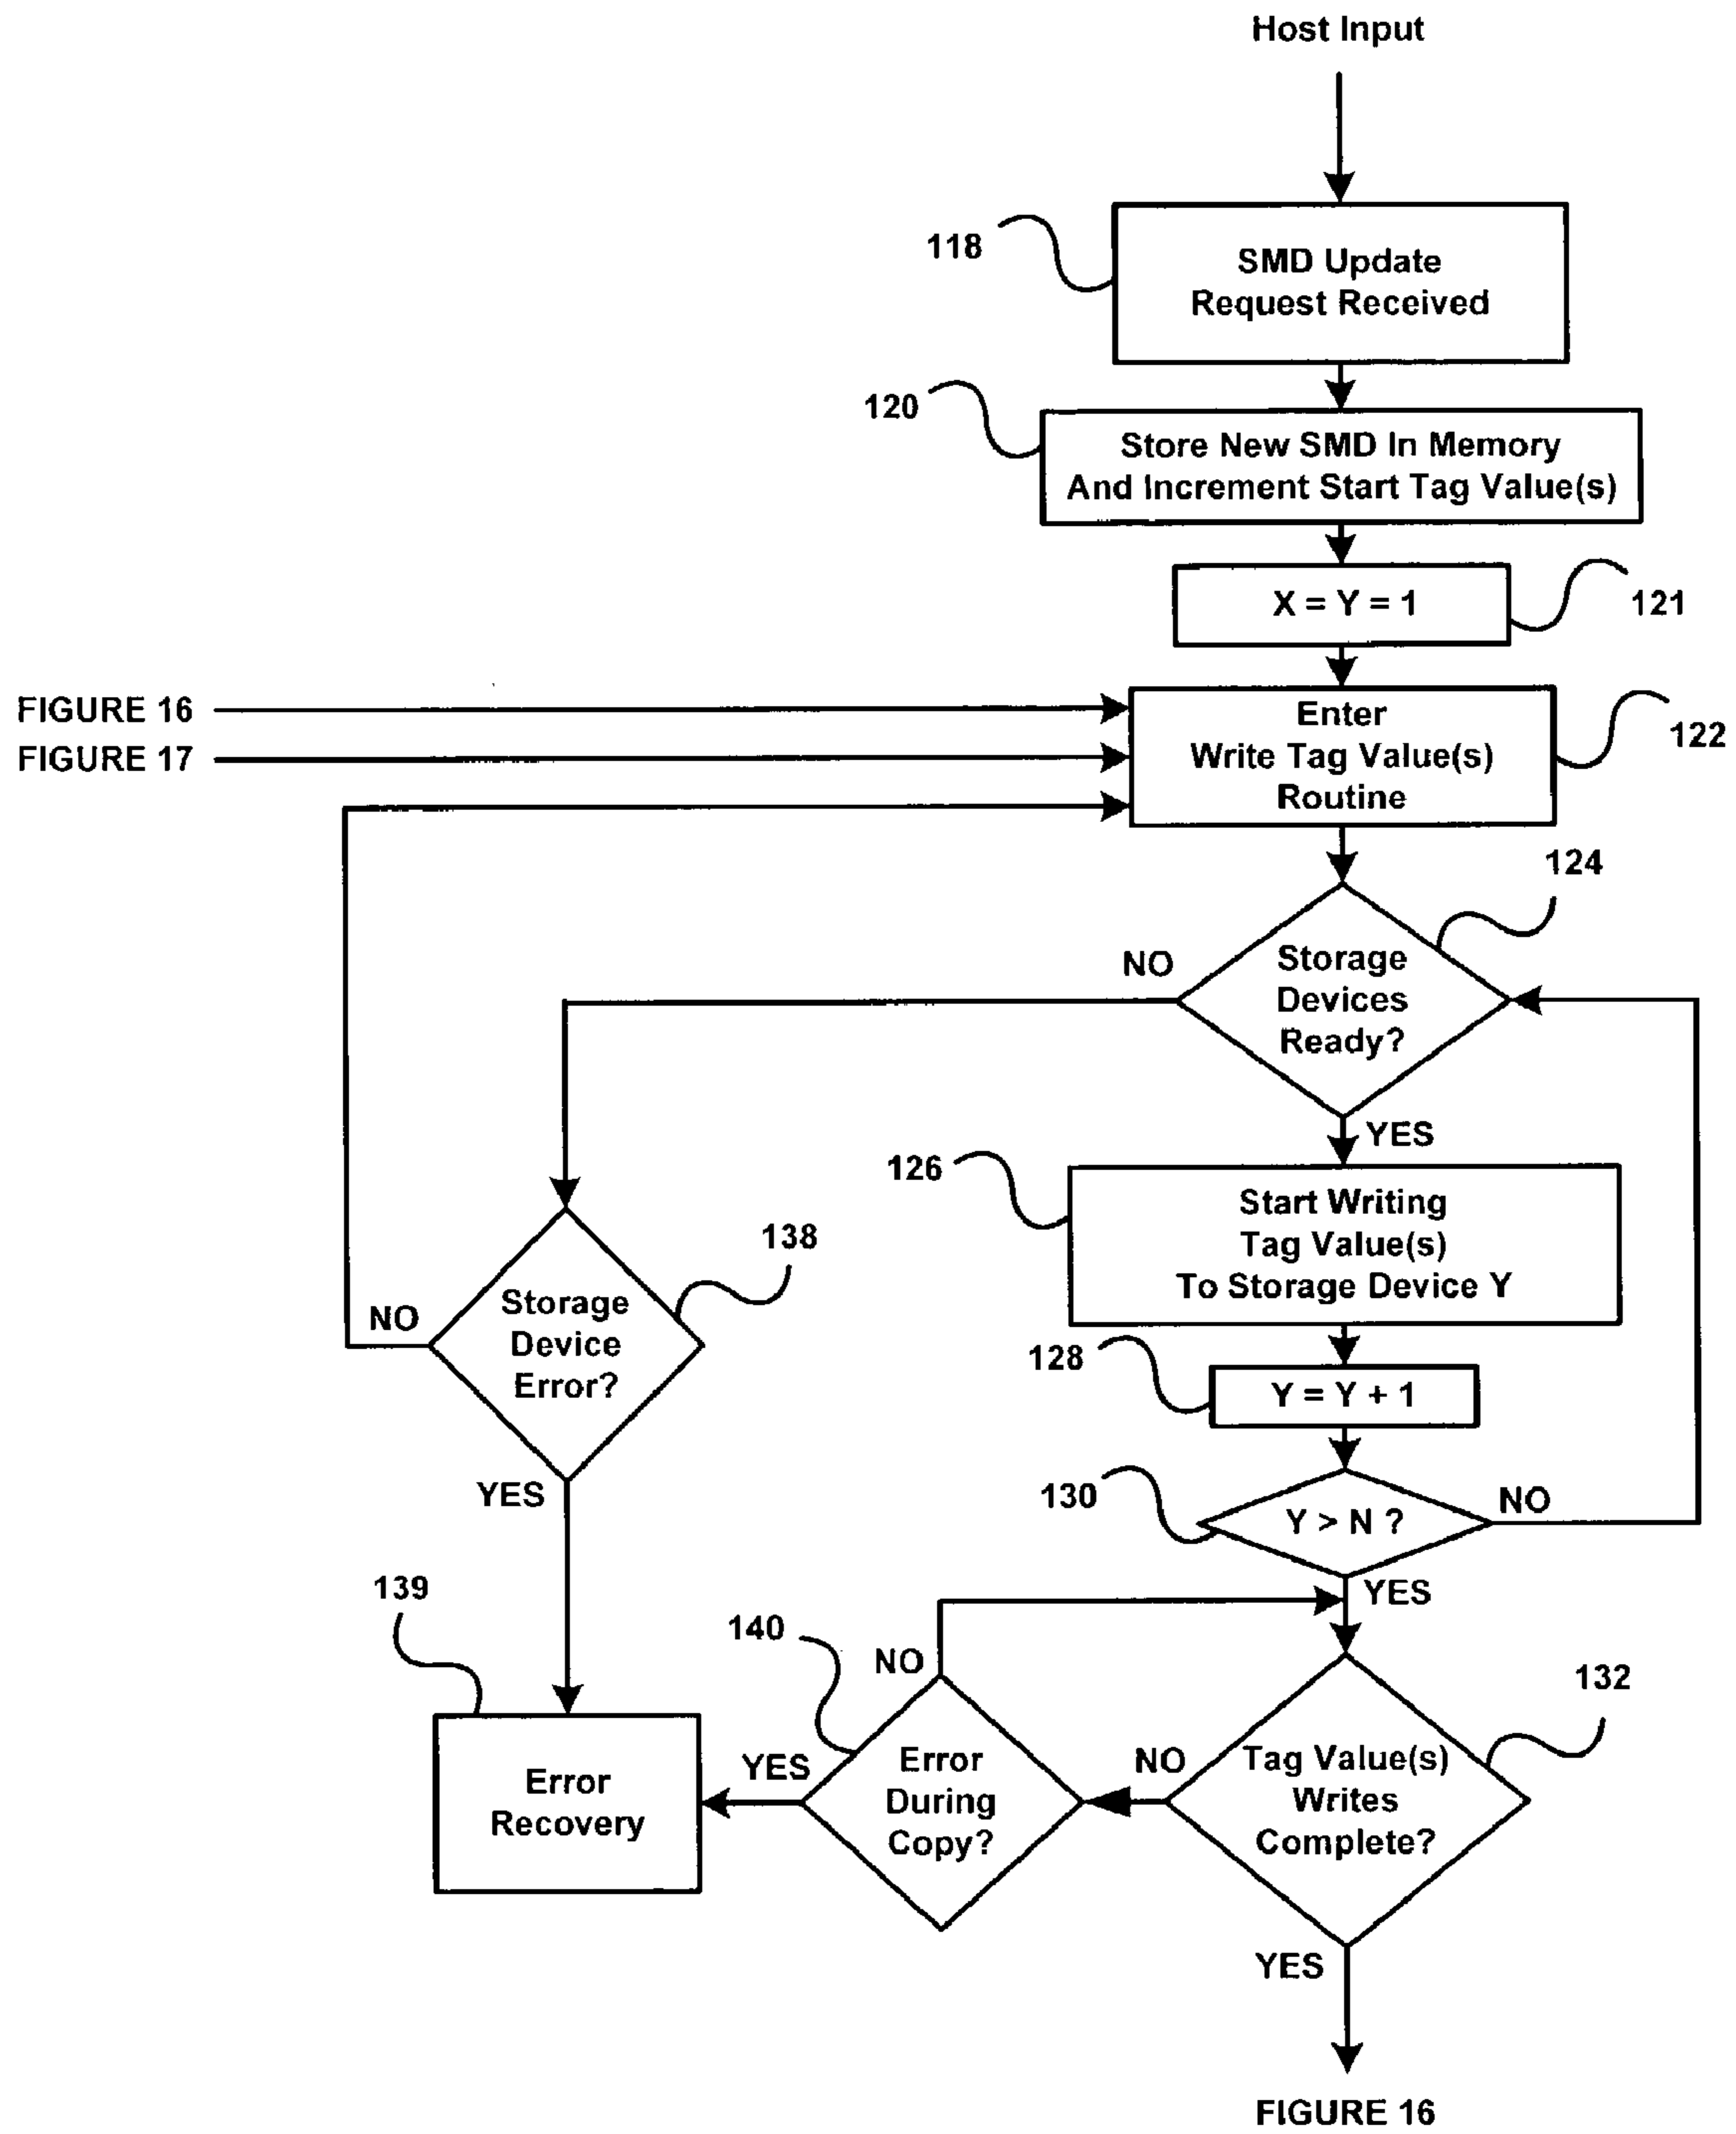 Host Input
118
SMD Update
Request Received
120
Store New SMD In Memory
And Increment Start Tag Value(s)
X = Y = 1
121
FIGURE 16
FIGURE 17
Enter
Write Tag Value(s)
Routine
122
124
NO
Storage
Devices
Ready?
YES
126
Start Writing
Tag Value(s)
To Storage Device Y
138
NO
Storage
Device
Error?
YES
128
Y = Y + 1
130
Y > N ?
NO
YES
139
Error
Recovery
140
NO
YES
Error
During
Copy?
NO
132
Tag Value(s)
Writes
Complete?
YES
FIGURE 16